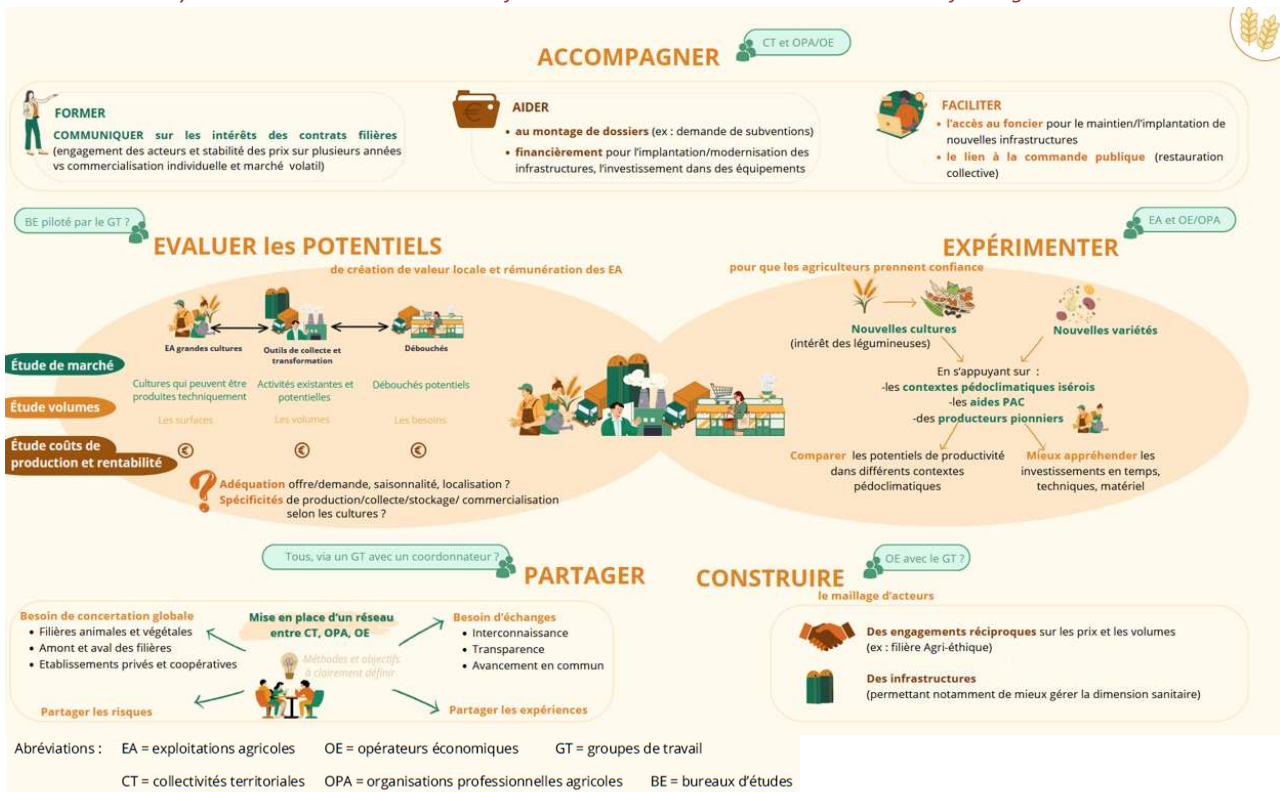 ACCOMPAGNER
CT et OPA/OE
FORMER
COMMUNIQUER sur les intérêts des contrats filières
(engagement des acteurs et stabilité des prix sur plusieurs années
vs commercialisation individuelle et marché volatil)
AIDER
• au montage de dossiers (ex : demande de subventions)
• financièrement pour l'implantation/modernisation des
infrastructures, l'investissement dans des équipements
FACILITER
• l'accès au foncier pour le maintien/l'implantation de
nouvelles infrastructures
• le lien à la commande publique (restauration
collective)
BE piloté par le GT ?
EVALUER les POTENTIELS
de création de valeur locale et rémunération des EA
EA grandes cultures
Outils de collecte et
transformation
Débouchés
Étude de marché
Cultures qui peuvent être
produites techniquement
Activités existantes et
potentielles
Débouchés potentiels
Étude volumes
Les surfaces
Les volumes
Les besoins
Étude coûts de
production et rentabilité
€
€
€
? Adéquation offre/demande, saisonnalité, localisation ?
Spécificités de production/collecte/stockage/ commercialisation
selon les cultures ?
EA et OE/OPA
EXPÉRIMENTER
pour que les agriculteurs prennent confiance
Nouvelles cultures
(intérêt des légumineuses)
Nouvelles variétés
En s'appuyant sur :
-les contextes pédoclimatiques isérois
-les aides PAC
-des producteurs pionniers
Comparer les potentiels de productivité
dans différents contextes
pédoclimatiques
Mieux appréhender les
investissements en temps,
techniques, matériel
Tous, via un GT avec un coordonnateur ?
PARTAGER
Besoin de concertation globale
• Filières animales et végétales
• Amont et aval des filières
• Etablissements privés et coopératives
Mise en place d'un réseau
entre CT, OPA, OE
Méthodes et objectifs
à clairement définir
Besoin d'échanges
• Interconnaissance
• Transparence
• Avancement en commun
Partager les risques
Partager les expériences
OE avec le GT ?
CONSTRUIRE
le maillage d'acteurs
Des engagements réciproques sur les prix et les volumes
(ex : filière Agri-éthique)
Des infrastructures
(permettant notamment de mieux gérer la dimension sanitaire)
Abréviations : EA = exploitations agricoles OE = opérateurs économiques GT = groupes de travail
CT = collectivités territoriales OPA = organisations professionnelles agricoles BE = bureaux d'études